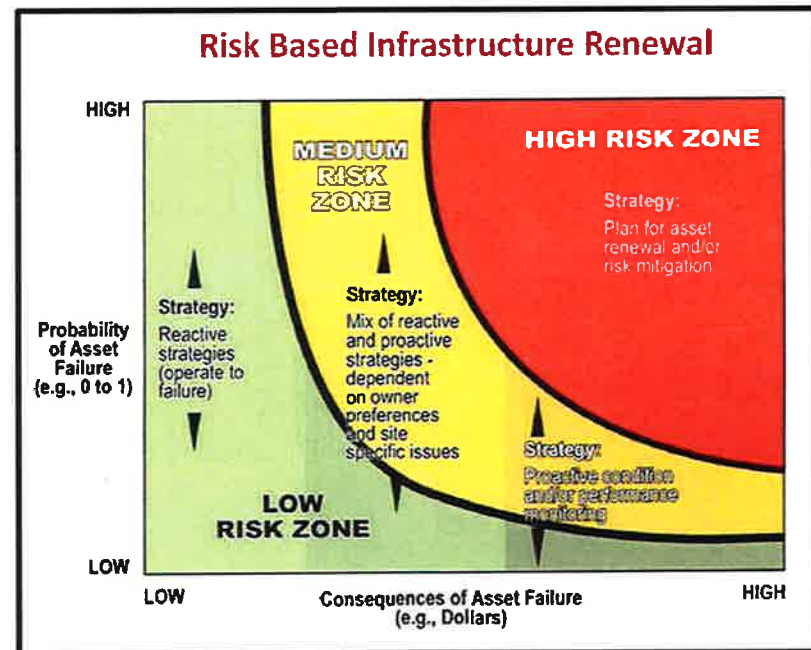 Risk Based Infrastructure Renewal
HIGH
MEDIUM
RISK
ZONE
HIGH RISK ZONE
Strategy:
Plan for asset
renewal and/or
risk mitigation
Strategy:
Reactive
strategies
(operate to
failure)
Strategy:
Mix of reactive
and proactive
strategies -
dependent
on owner
preferences
and site
specific issues
Probability
of Asset
Failure
(e.g., 0 to 1)
Strategy:
Proactive condition
and/or performance
monitoring
LOW
RISK ZONE
LOW
LOW
Consequences of Asset Failure
(e.g., Dollars)
HIGH